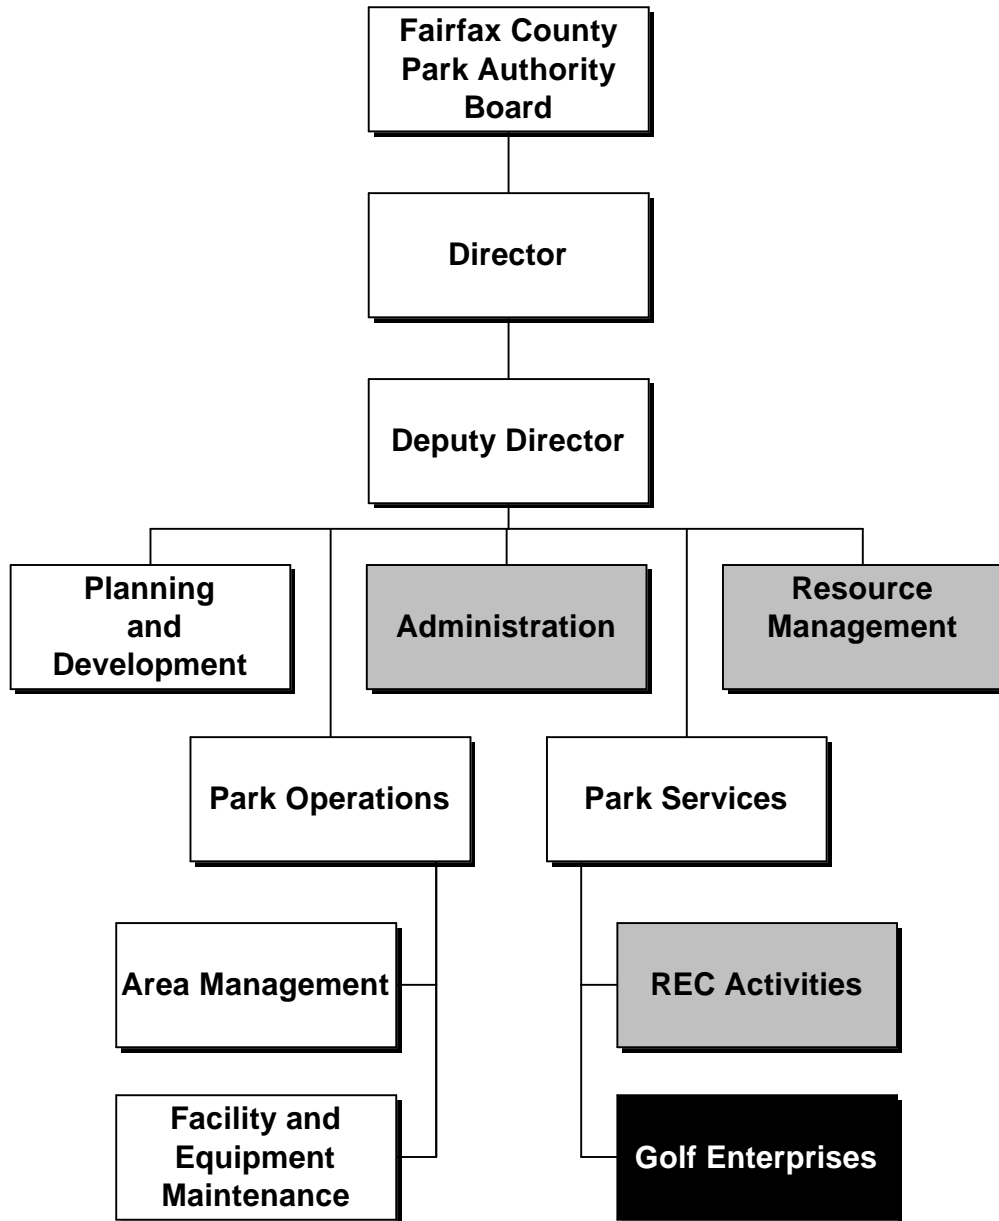 Fairfax County
Park Authority
Board
Director
Deputy Director
Planning
and
Development
Administration
Resource
Management
Park Operations
Park Services
Area Management
REC Activities
Facility and
Equipment
Maintenance
Golf Enterprises